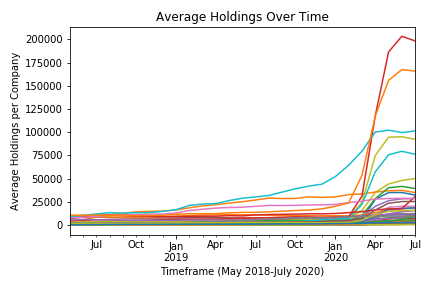 Average Holdings Over Time
Average Holdings per Company
200000
175000
150000
125000
100000
75000
50000
25000
0
Jul Oct Jan Apr Jul Oct Jan Apr Jul
2019 2020
Timeframe (May 2018-July 2020)